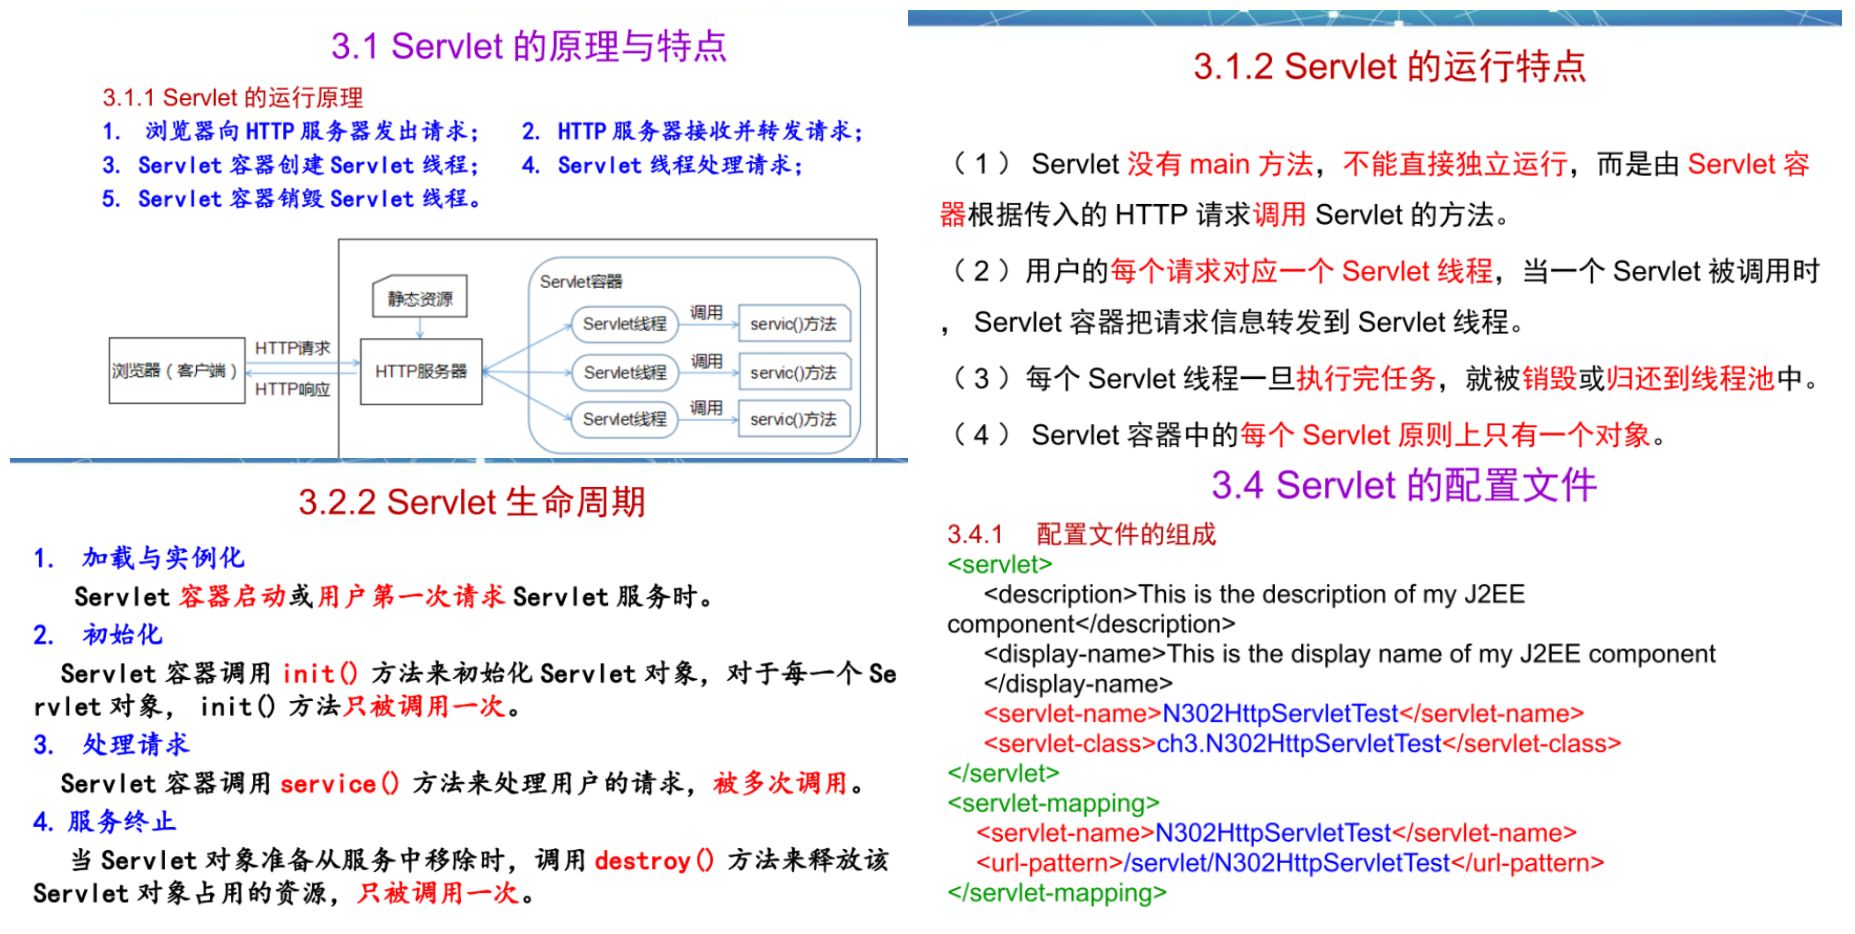 3.1 Servlet 的原理与特点
3.1.1 Servlet 的运行原理
1. 浏览器向 HTTP 服务器发出请求； 2. HTTP 服务器接收并转发请求；
3. Servlet 容器创建 Servlet 线程； 4. Servlet 线程处理请求；
5. Servlet 容器销毁 Servlet 线程。
静态资源
Servlet容器
浏览器（客户端）
HTTP请求
HTTP响应
HTTP服务器
Servlet线程
调用
servic()方法
Servlet线程
调用
servic()方法
Servlet线程
调用
servic()方法
3.1.2 Servlet 的运行特点
（1） Servlet 没有 main 方法，不能直接独立运行，而是由 Servlet 容
器根据传入的 HTTP 请求调用 Servlet 的方法。
（2）用户的每个请求对应一个 Servlet 线程，当一个 Servlet 被调用时
， Servlet 容器把请求信息转发到 Servlet 线程。
（3）每个 Servlet 线程一旦执行完任务，就被销毁或归还到线程池中。
（4） Servlet 容器中的每个 Servlet 原则上只有一个对象。
3.2.2 Servlet 生命周期
1. 加载与实例化
Servlet 容器启动或用户第一次请求 Servlet 服务时。
2. 初始化
Servlet 容器调用 init() 方法来初始化 Servlet 对象，对于每一个 Se
rvlet 对象， init() 方法只被调用一次。
3. 处理请求
Servlet 容器调用 service() 方法来处理用户的请求，被多次调用。
4. 服务终止
当 Servlet 对象准备从服务中移除时，调用 destroy() 方法来释放该
Servlet 对象占用的资源，只被调用一次。
3.4 Servlet 的配置文件
3.4.1 配置文件的组成
<servlet>
<description>This is the description of my J2EE
component</description>
<display-name>This is the display name of my J2EE component
</display-name>
<servlet-name>N302HttpServletTest</servlet-name>
<servlet-class>ch3.N302HttpServletTest</servlet-class>
</servlet>
<servlet-mapping>
<servlet-name>N302HttpServletTest</servlet-name>
<url-pattern>/servlet/N302HttpServletTest</url-pattern>
</servlet-mapping>